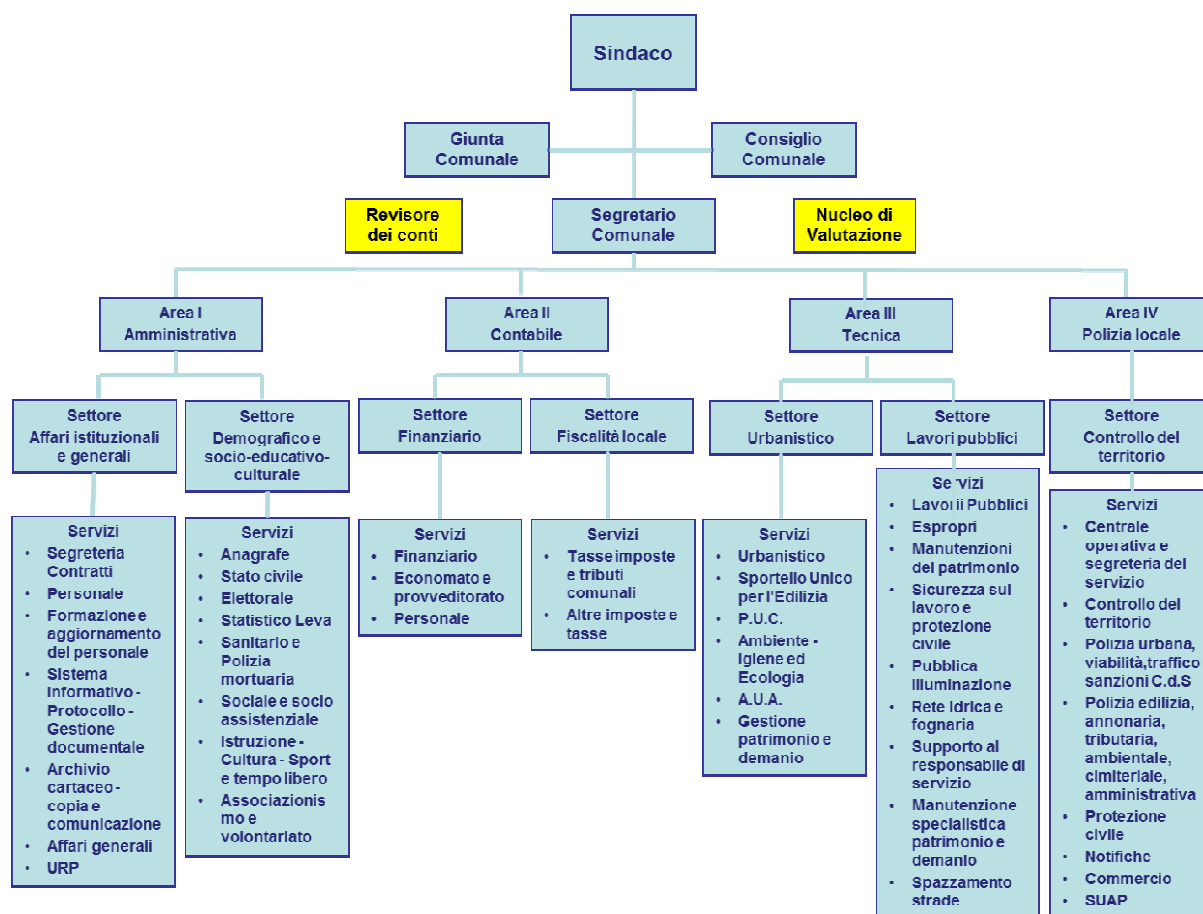 Sindaco
Giunta
Comunale
Consiglio
Comunale
Revisore
dei conti
Segretario
Comunale
Nucleo di
Valutazione
Area I
Amministrativa
Area II
Contabile
Area III
Tecnica
Area IV
Polizia locale
Settore
Affari istituzionali
e generali
Settore
Demografico e
socio-educativo-
culturale
Settore
Finanziario
Settore
Fiscalità locale
Settore
Urbanistico
Settore
Lavori pubblici
Settore
Controllo del
territorio
Servizi
• Segreteria
Contratti
• Personale
• Formazione e
aggiornamento
del personale
• Sistema
Informativo -
Protocollo -
Gestione
documentale
• Archivio
cartaceo -
copia e
comunicazione
• Affari generali
• URP
Servizi
• Anagrafe
• Stato civile
• Elettorale
• Statistico Leva
• Sanitario e
Polizia
mortuaria
• Sociale e socio
assistenziale
• Istruzione -
Cultura - Sport
e tempo libero
• Associazionis
mo e
volontariato
Servizi
• Finanziario
• Economato e
provveditorato
• Personale
Servizi
• Tasse imposte
e tributi
comunali
• Altre imposte e
tasse
Servizi
• Urbanistico
• Sportello Unico
per l'Edilizia
• P.U.C.
• Ambiente -
Igiene ed
Ecologia
• A.U.A.
• Gestione
patrimonio e
demanio
Servizi
• Lavori Pubblici
• Espropri
• Manutenzioni
del patrimonio
• Sicurezza sul
lavoro e
protezione
civile
• Pubblica
illuminazione
• Rete idrica e
fognaria
• Supporto al
responsabile di
servizio
• Manutenzione
specialistica
patrimonio e
demanio
• Spazzamento
strade
Servizi
• Centrale
operativa e
segreteria del
servizio
• Controllo del
territorio
• Polizia urbana,
viabilità,traffico
sanzioni C.d.S
• Polizia edilizia,
annonaria,
tributaria,
ambientale,
cimiteriale,
amministrativa
• Protezione
civile
• Notifiche
• Commercio
• SUAP